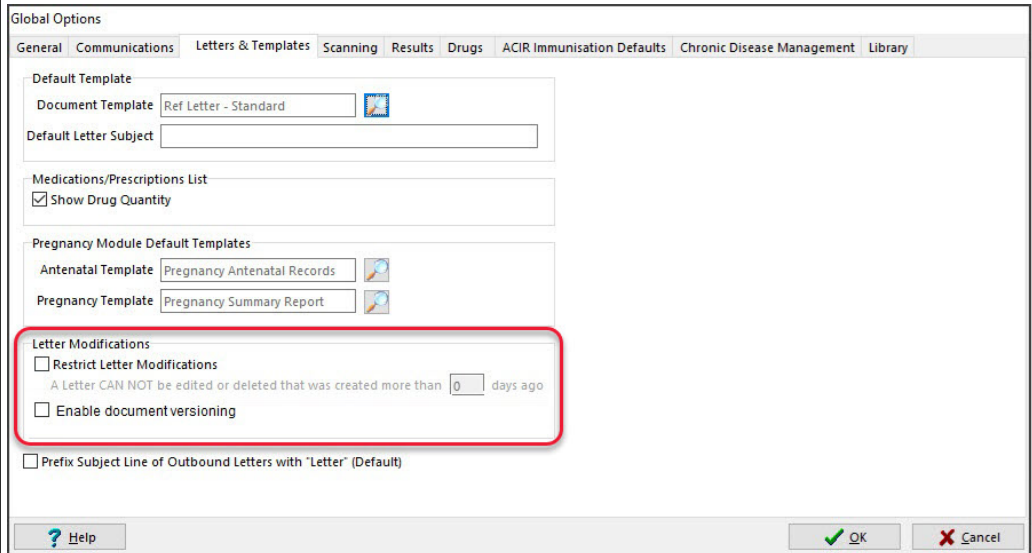 Global Options
General Communications Letters & Templates Scanning Results Drugs ACIR Immunisation Defaults Chronic Disease Management Library
Default Template
Document Template Ref Letter - Standard
Default Letter Subject
Medications/Prescriptions List
Show Drug Quantity
Pregnancy Module Default Templates
Antenatal Template Pregnancy Antenatal Records
Pregnancy Template Pregnancy Summary Report
Letter Modifications
Restrict Letter Modifications
A Letter CAN NOT be edited or deleted that was created more than 0 days ago
Enable document versioning
Prefix Subject Line of Outbound Letters with "Letter" (Default)
? Help OK Cancel